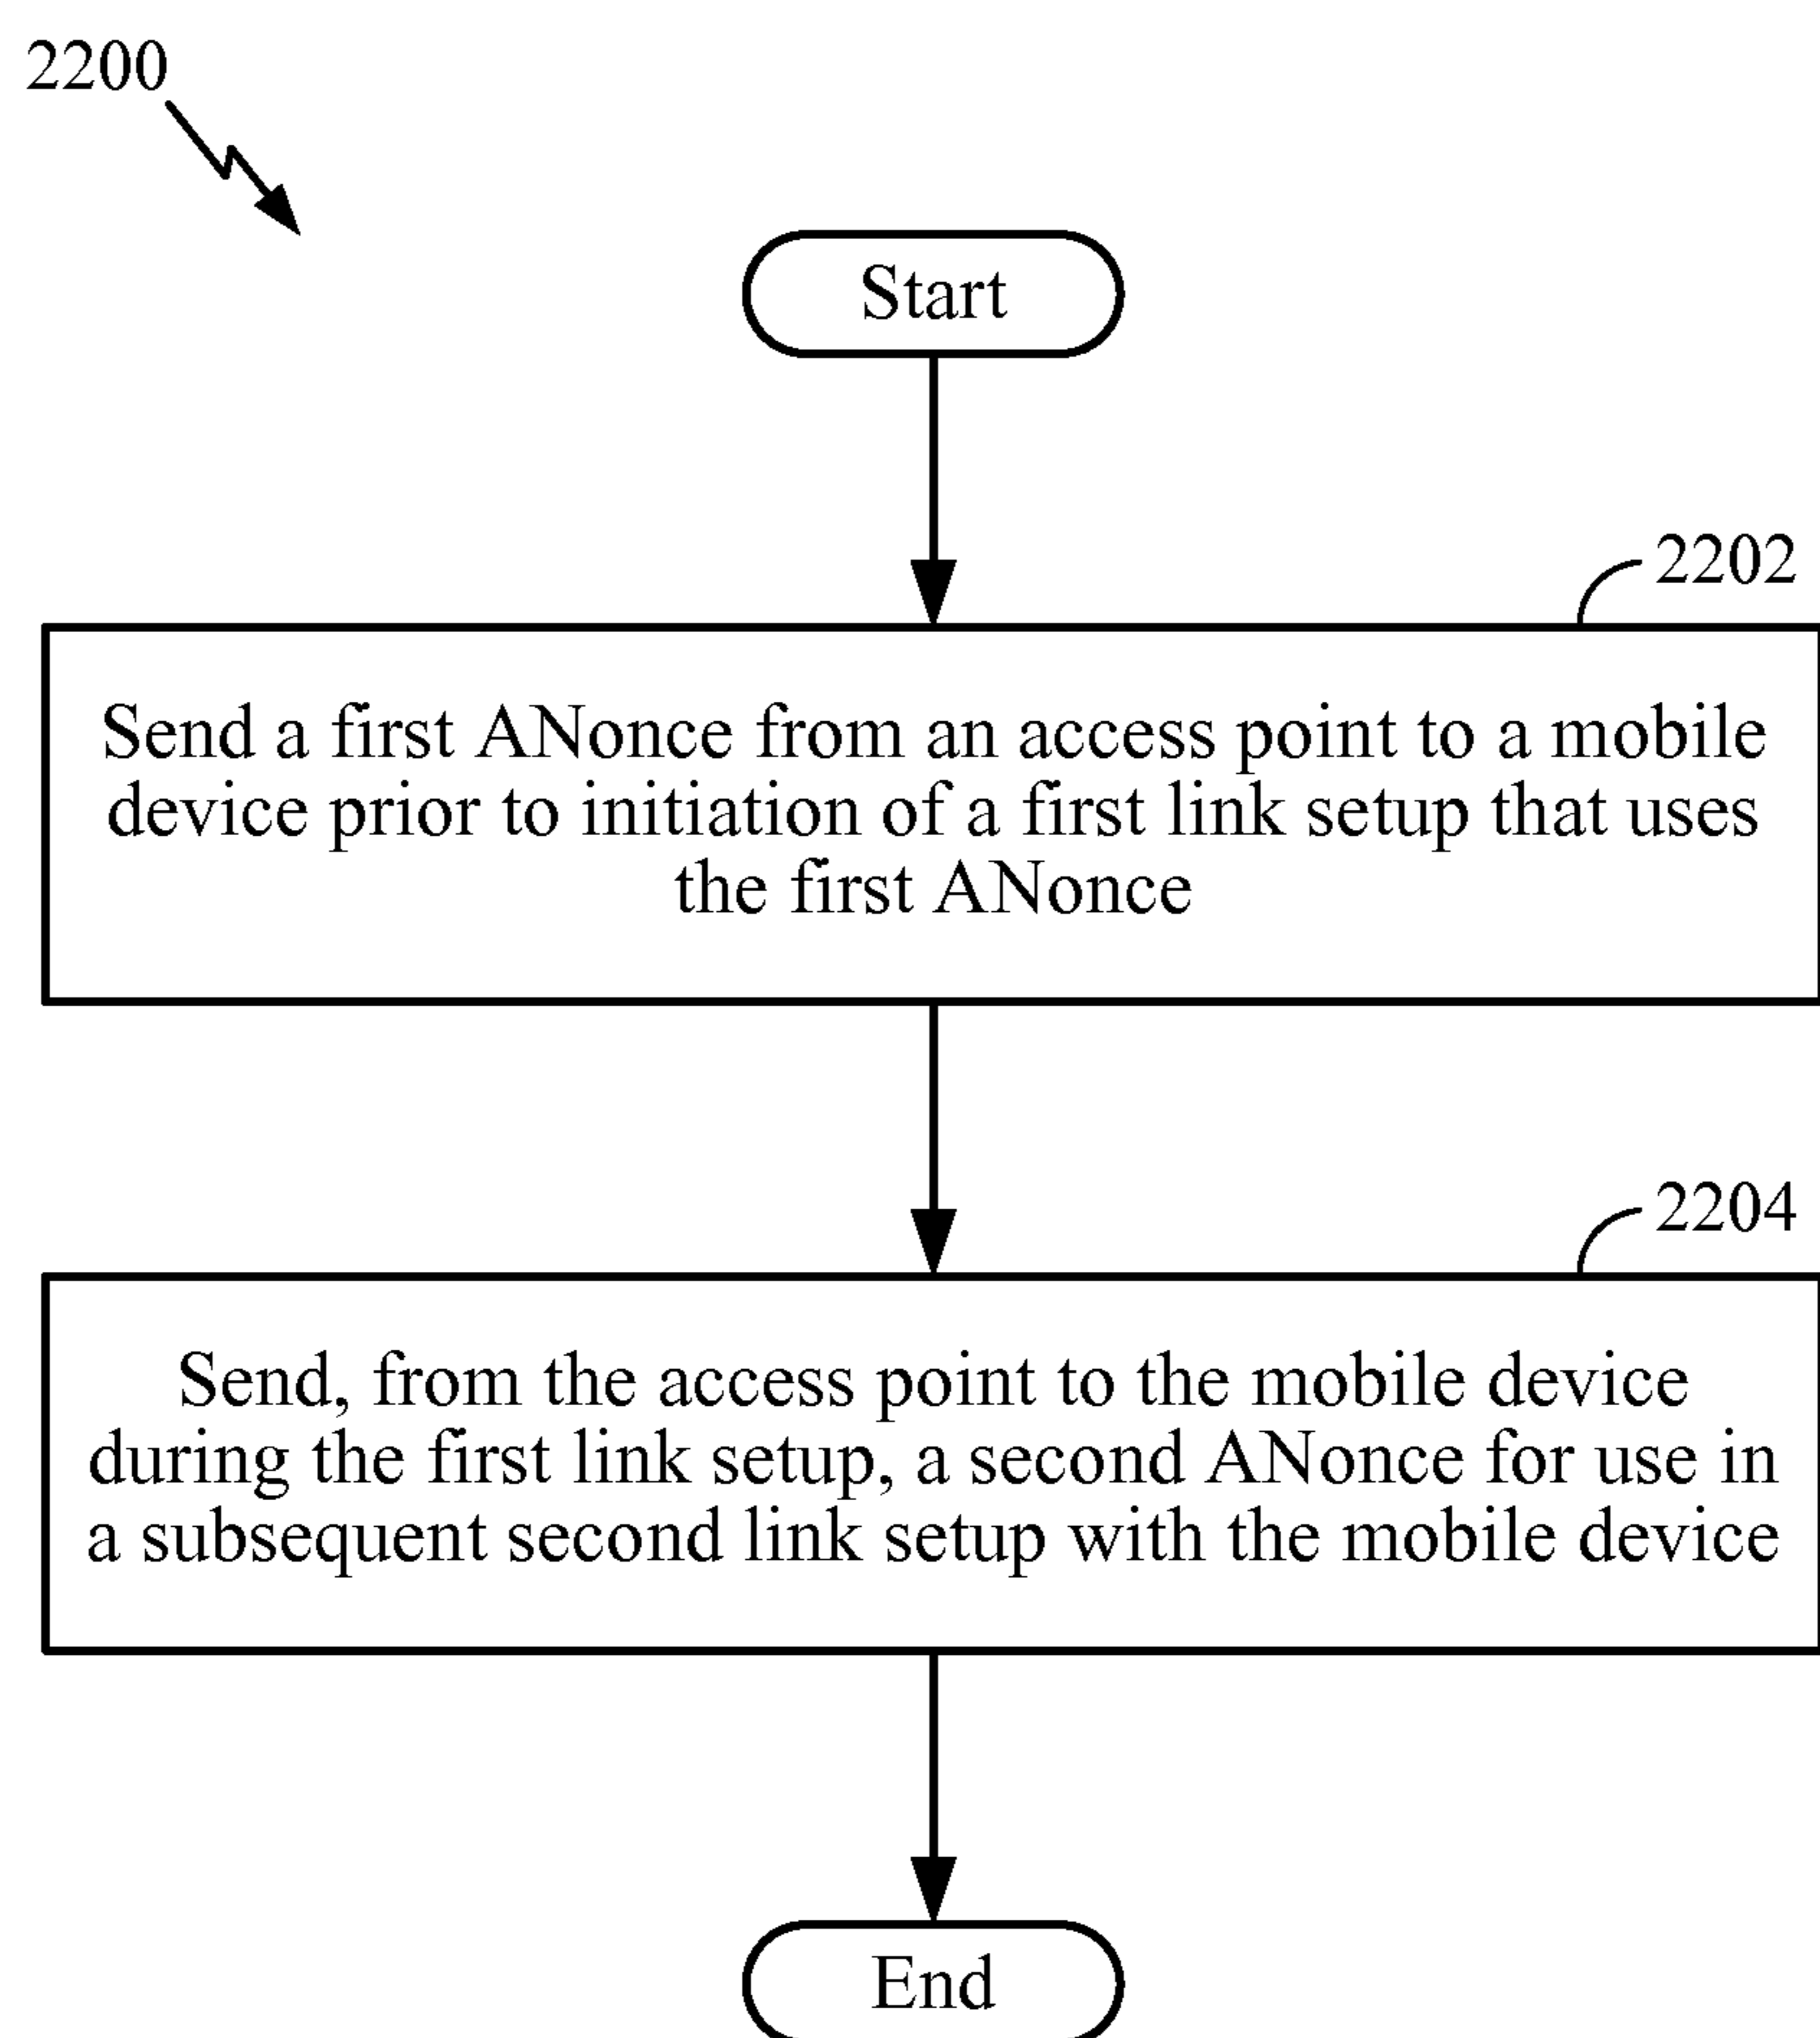 2200
Start
2202
Send a first ANonce from an access point to a mobile
device prior to initiation of a first link setup that uses
the first ANonce
2204
Send, from the access point to the mobile device
during the first link setup, a second ANonce for use in
a subsequent second link setup with the mobile device
End